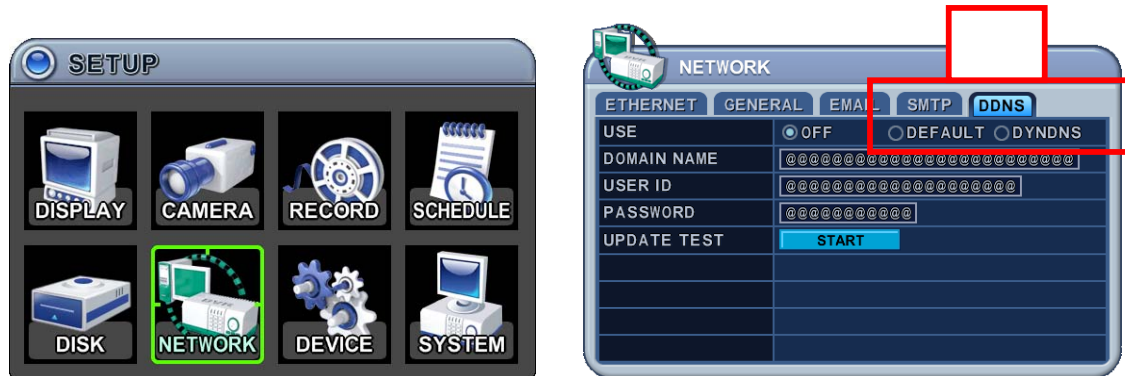 SETUP
DISPLAY CAMERA RECORD SCHEDULE
DISK NETWORK DEVICE SYSTEM
NETWORK
ETHERNET GENERAL EMAIL SMTP DDNS
USE OFF DEFAULT DYNDNS
DOMAIN NAME @@@@@@@@@@@@@@@@@@@@@@@@@
USER ID @@@@@@@@@@@@@@@@@@@@
PASSWORD @@@@@@@@@@@
UPDATE TEST START